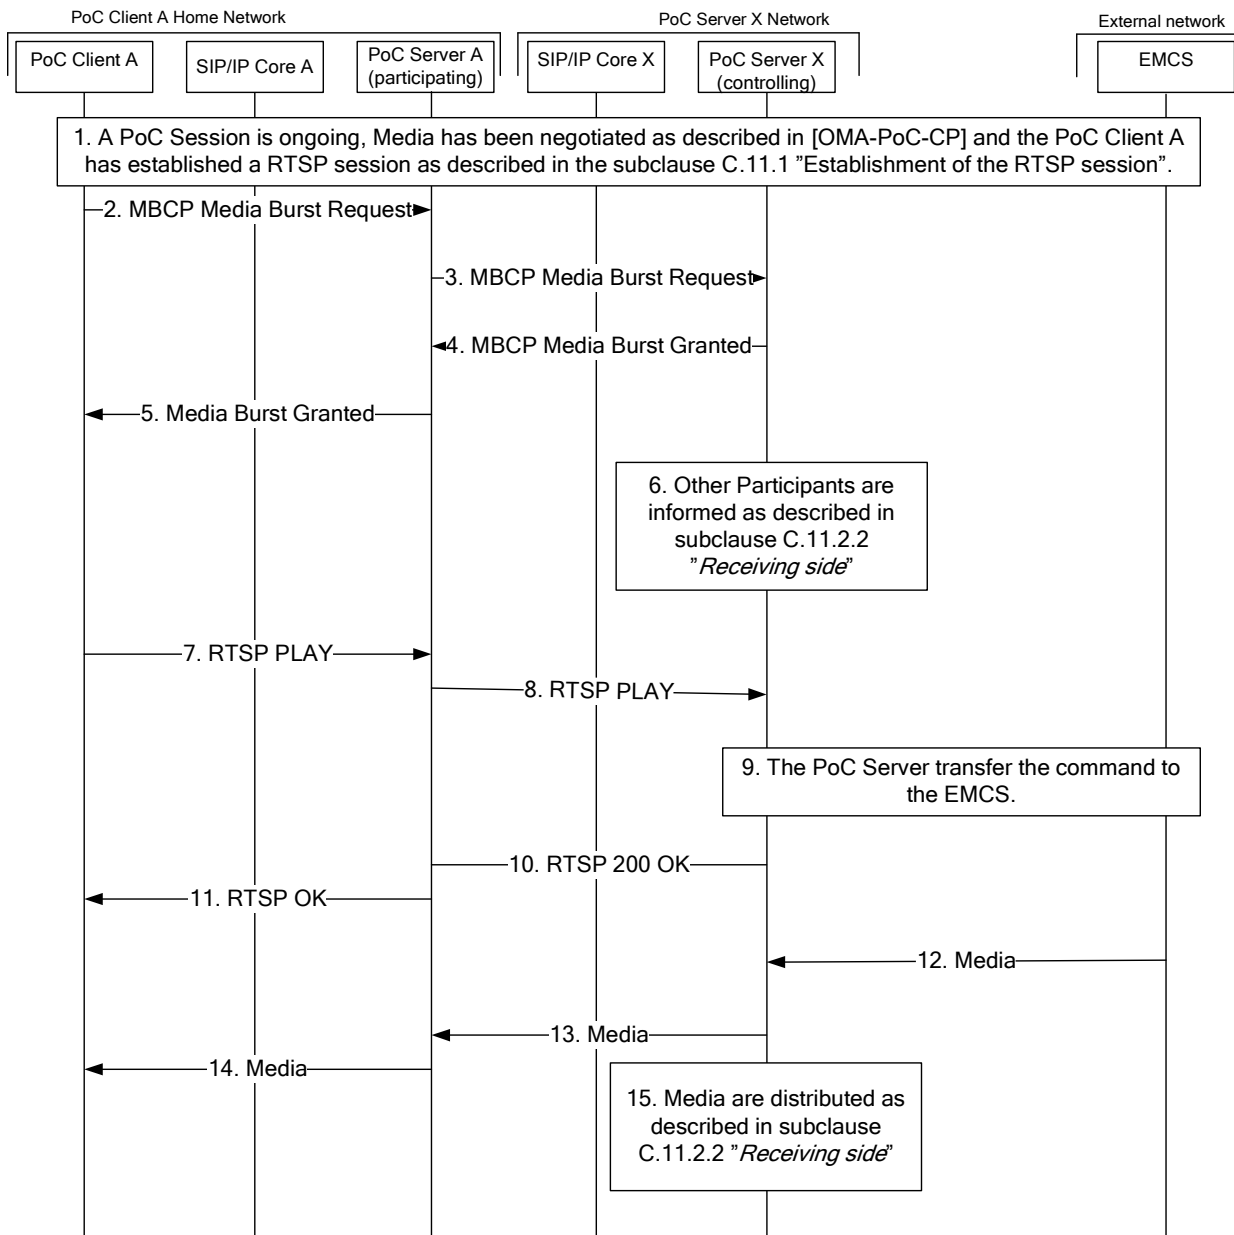 PoC Client A Home Network
PoC Server X Network
External network
PoC Client A
SIP/IP Core A
PoC Server A
(participating)
SIP/IP Core X
PoC Server X
(controlling)
EMCS
1. A PoC Session is ongoing, Media has been negotiated as described in [OMA-PoC-CP] and the PoC Client A
has established a RTSP session as described in the subclause C.11.1 ”Establishment of the RTSP session”.
2. MBCP Media Burst Request
3. MBCP Media Burst Request
4. MBCP Media Burst Granted
5. Media Burst Granted
6. Other Participants are
informed as described in
subclause C.11.2.2
”Receiving side”
7. RTSP PLAY
8. RTSP PLAY
9. The PoC Server transfer the command to
the EMCS.
10. RTSP 200 OK
11. RTSP OK
12. Media
13. Media
14. Media
15. Media are distributed as
described in subclause
C.11.2.2 ”Receiving side”